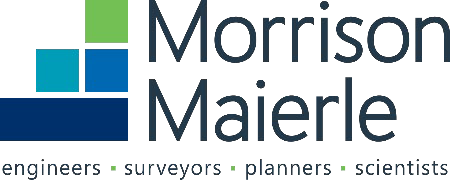 Morrison
Maierle
engineers ▪ surveyors ▪ planners ▪ scientists